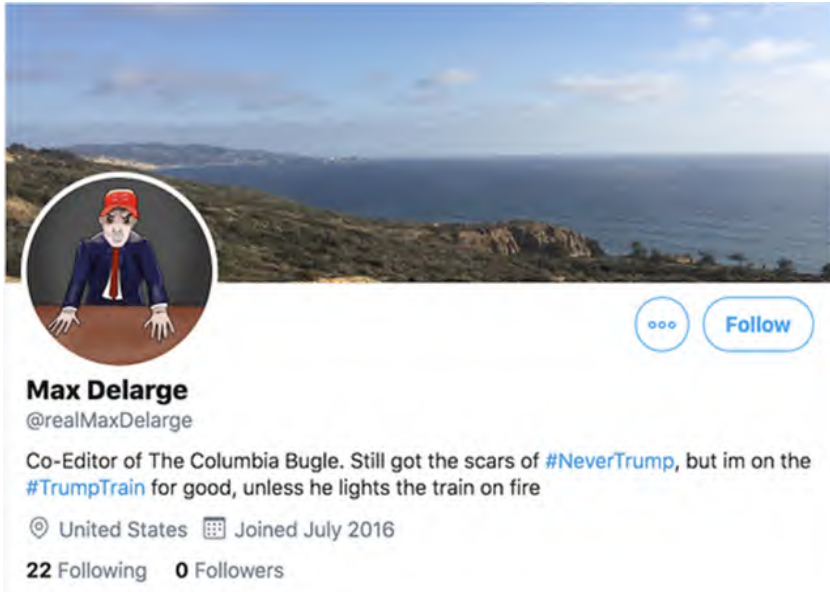 Follow
Max Delarge
@realMaxDelarge
Co-Editor of The Columbia Bugle. Still got the scars of #NeverTrump, but im on the
#TrumpTrain for good, unless he lights the train on fire
United States Joined July 2016
22 Following 0 Followers